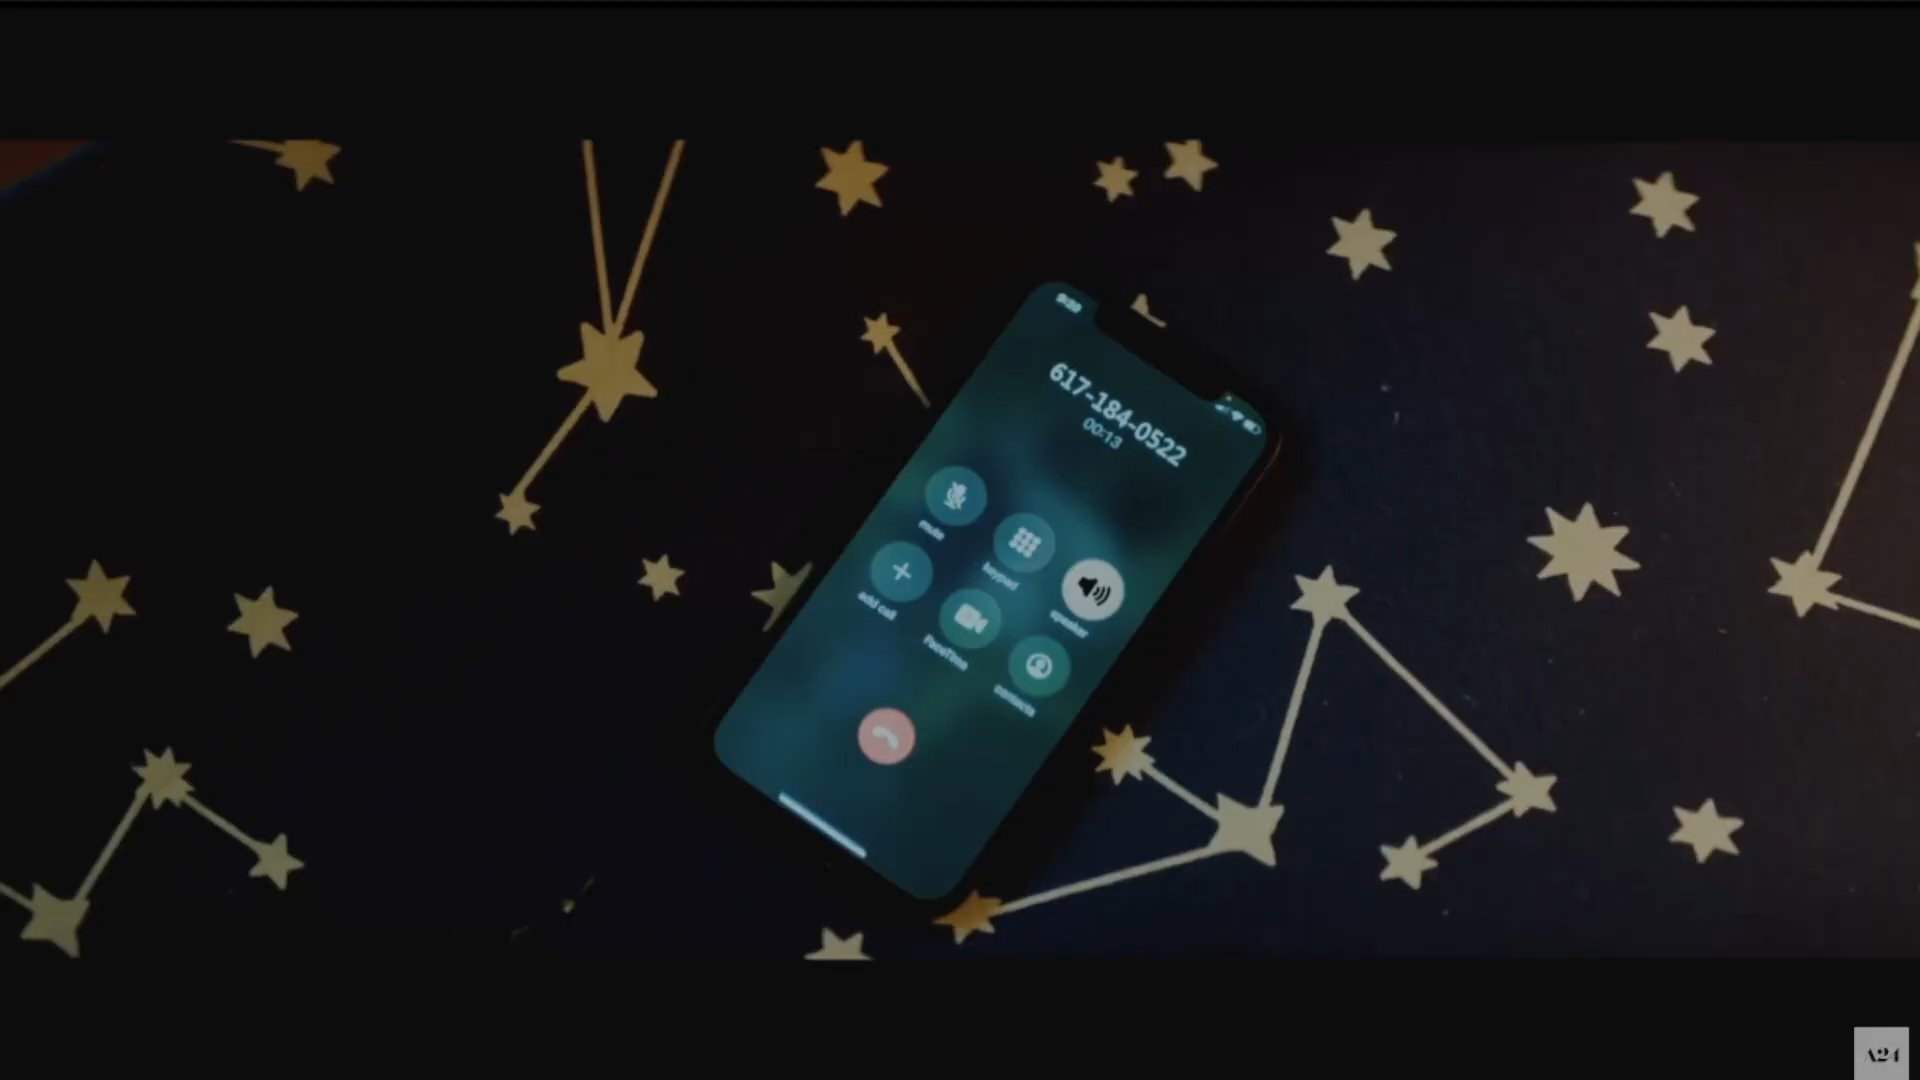 617-184-0522
00:13
mute
keypad
speaker
add call
FaceTime
contacts
A24